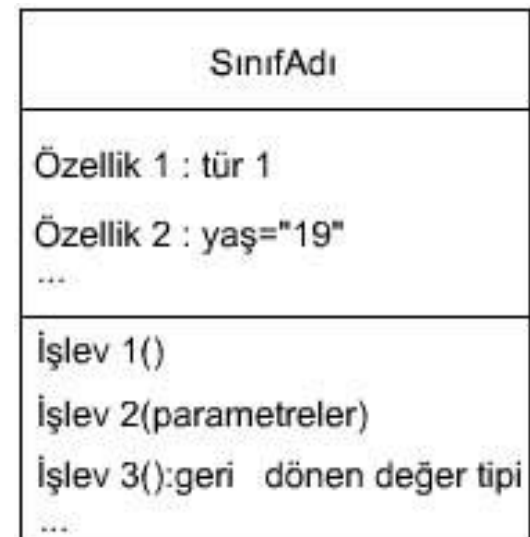 SınıfAdı
Özellik 1 : tür 1
Özellik 2 : yaş="19"
...
İşlev 1()
İşlev 2(parametreler)
İşlev 3():geri dönen değer tipi
...